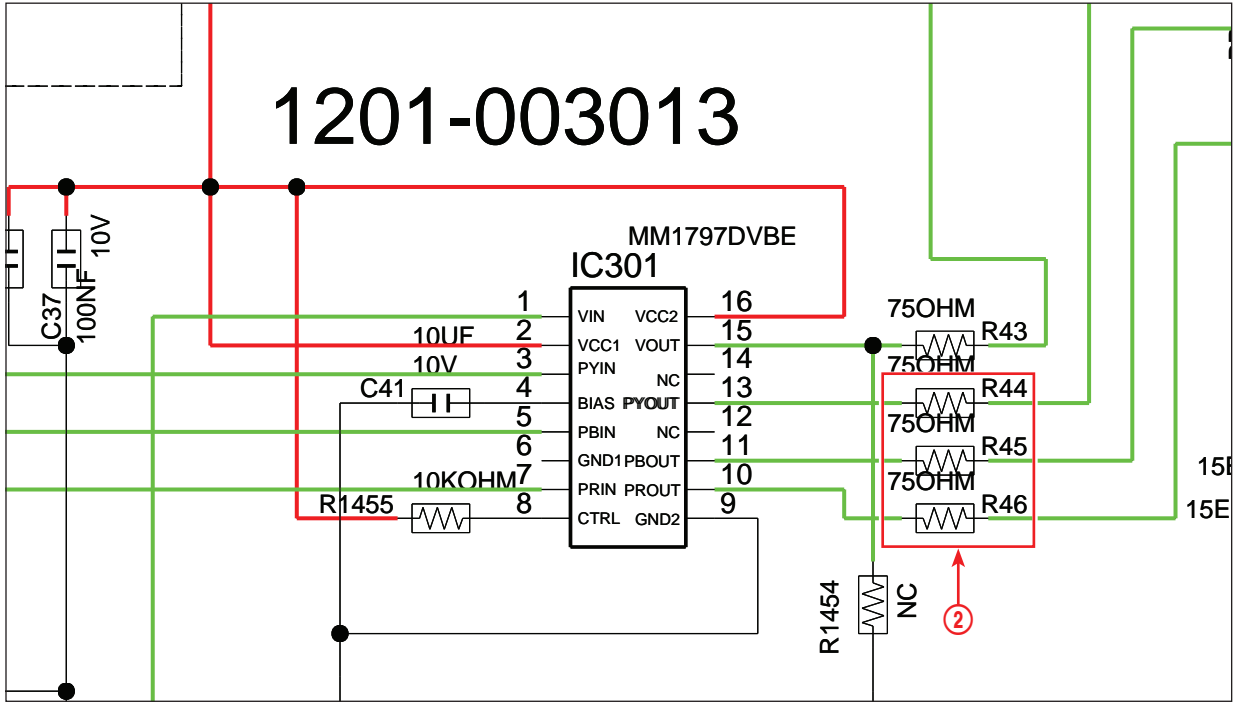 1201-003013
10V
C37
100NF
MM1797DVBE
IC301
1
2
3
4
5
6
7
8
VIN
VCC1
PYIN
BIAS
PBIN
GND1
PRIN
CTRL
VCC2
VOUT
NC
PYOUT
NC
PBOUT
PROUT
GND2
16
15
14
13
12
11
10
9
10UF
10V
C41
10KOHM
R1455
75OHM
R43
75OHM
R44
75OHM
R45
75OHM
R46
R1454
NC
2
15E